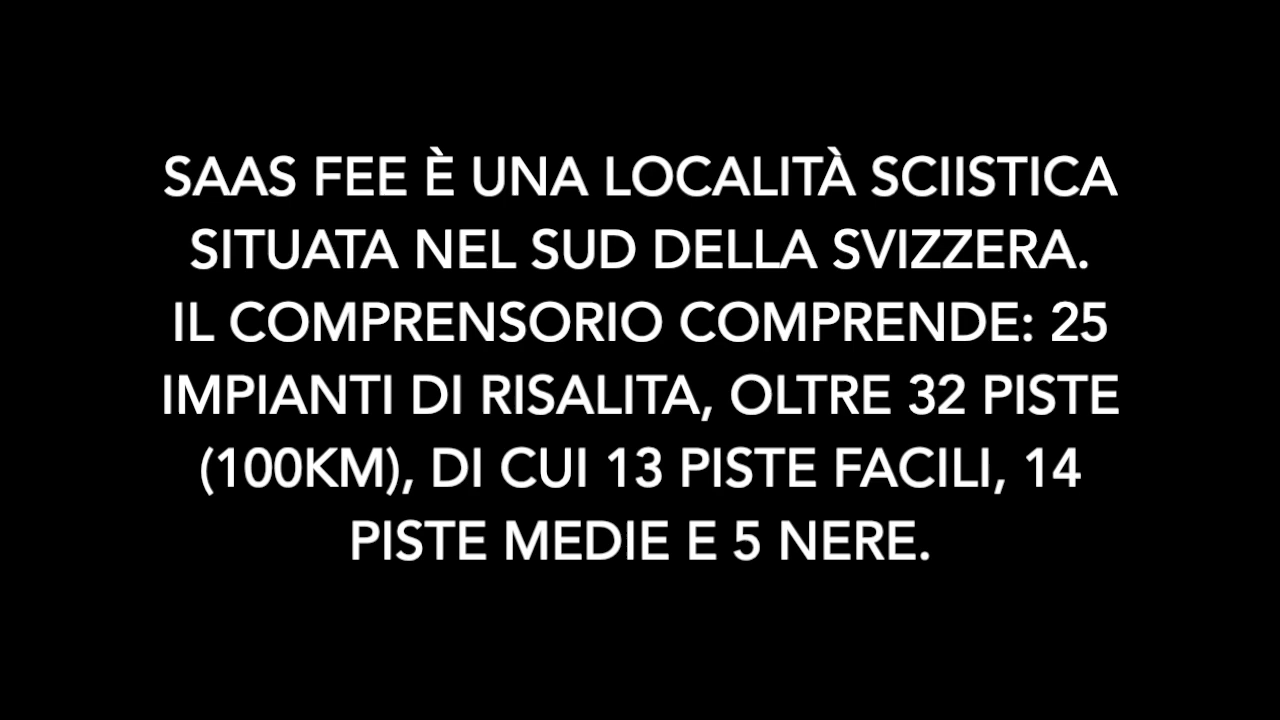 SAAS FEE È UNA LOCALITÀ SCIISTICA
SITUATA NEL SUD DELLA SVIZZERA.
IL COMPRENSORIO COMPRENDE: 25
IMPIANTI DI RISALITA, OLTRE 32 PISTE
(100KM), DI CUI 13 PISTE FACILI, 14
PISTE MEDIE E 5 NERE.